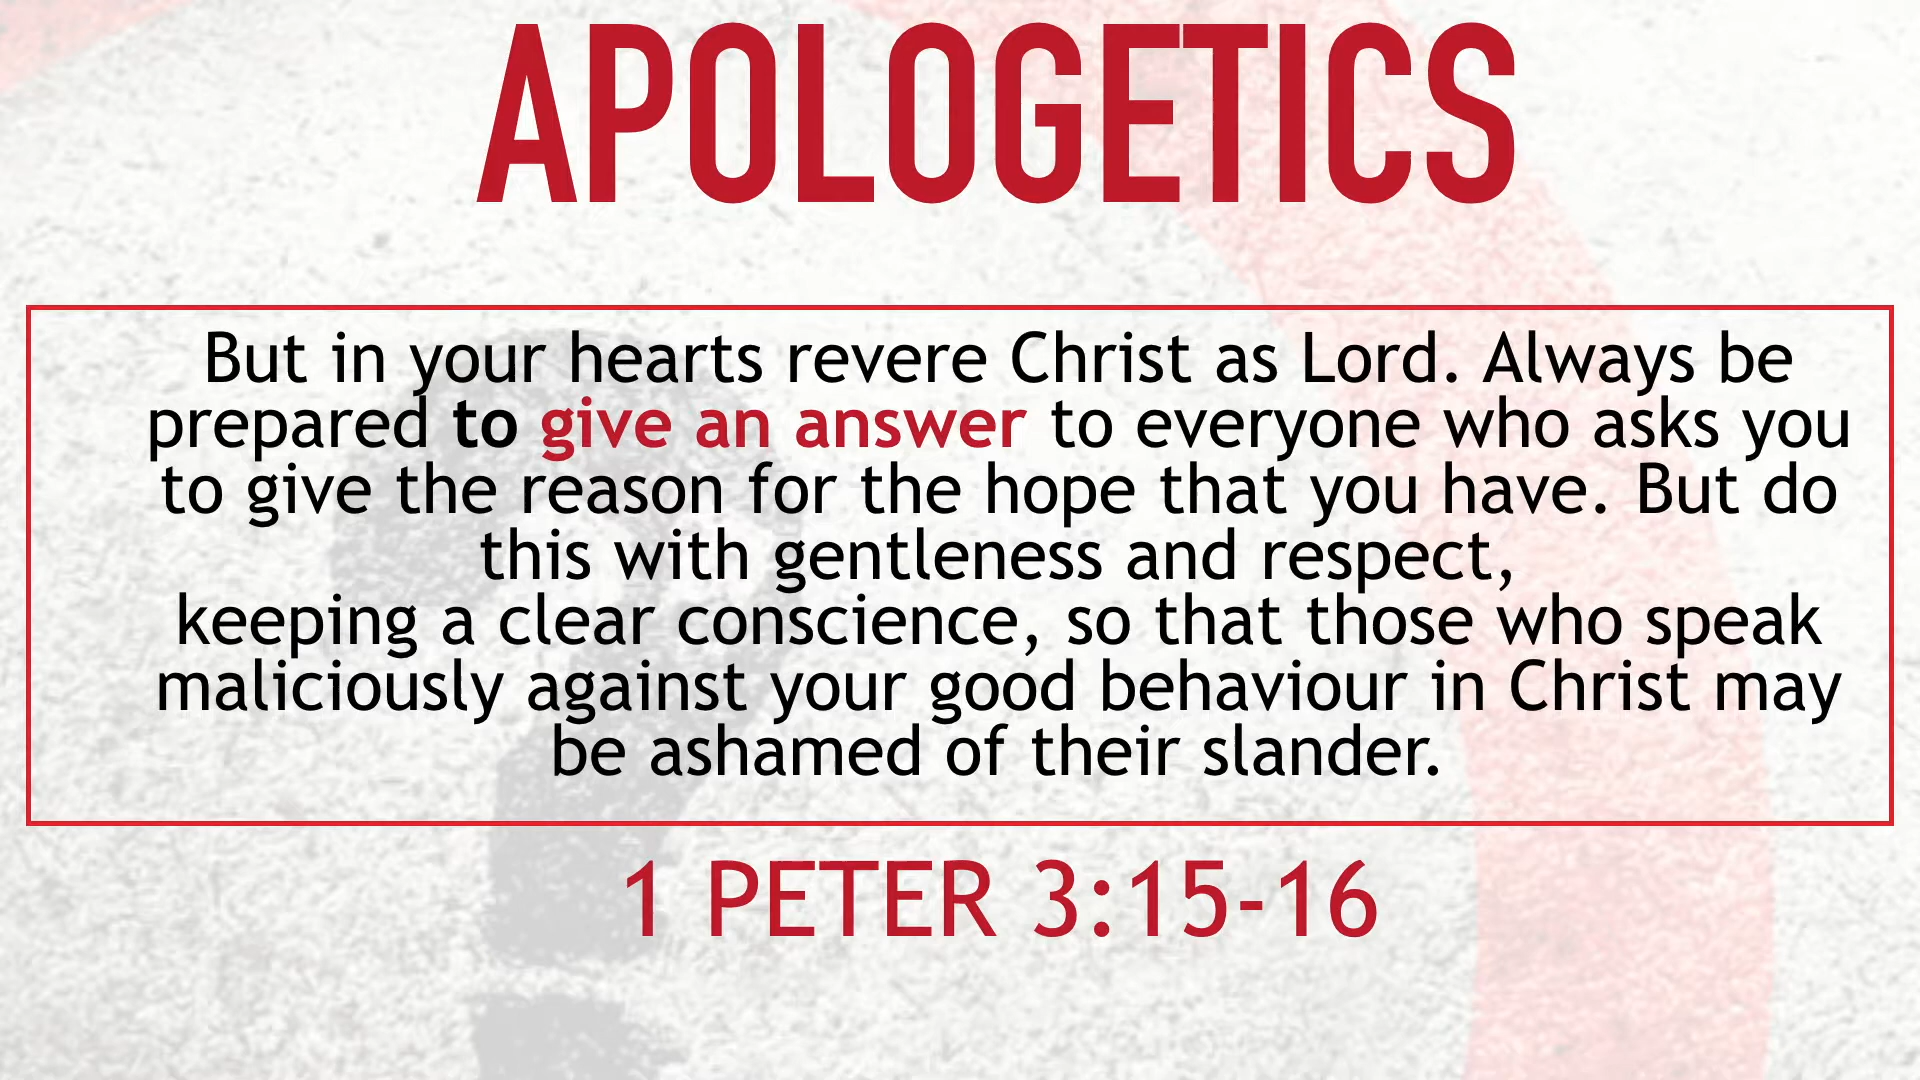 APOLOGETICS
But in your hearts revere Christ as Lord. Always be
prepared to give an answer to everyone who asks you
to give the reason for the hope that you have. But do
this with gentleness and respect,
keeping a clear conscience, so that those who speak
maliciously against your good behaviour in Christ may
be ashamed of their slander.
1 PETER 3:15-16